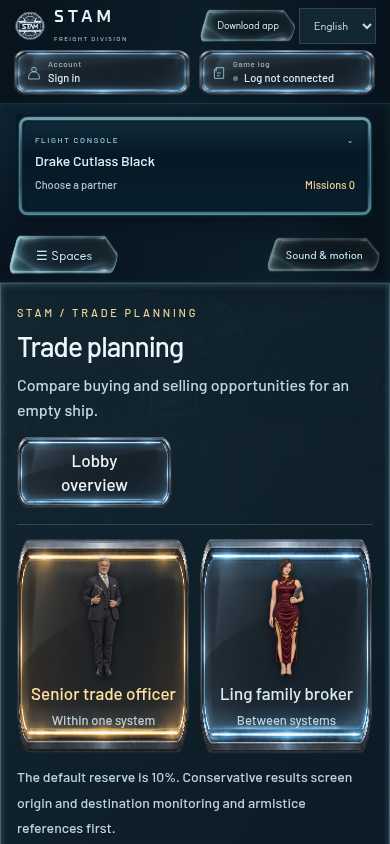 STAM
STAM
FREIGHT DIVISION
Download app
English
Account
Sign in
Game log
Log not connected
FLIGHT CONSOLE
Drake Cutlass Black
Choose a partner
Missions 0
☰ Spaces
Sound & motion
STAM / TRADE PLANNING
Trade planning
Compare buying and selling opportunities for an
empty ship.
Lobby
overview
Senior trade officer
Within one system
Ling family broker
Between systems
The default reserve is 10%. Conservative results screen
origin and destination monitoring and armistice
references first.